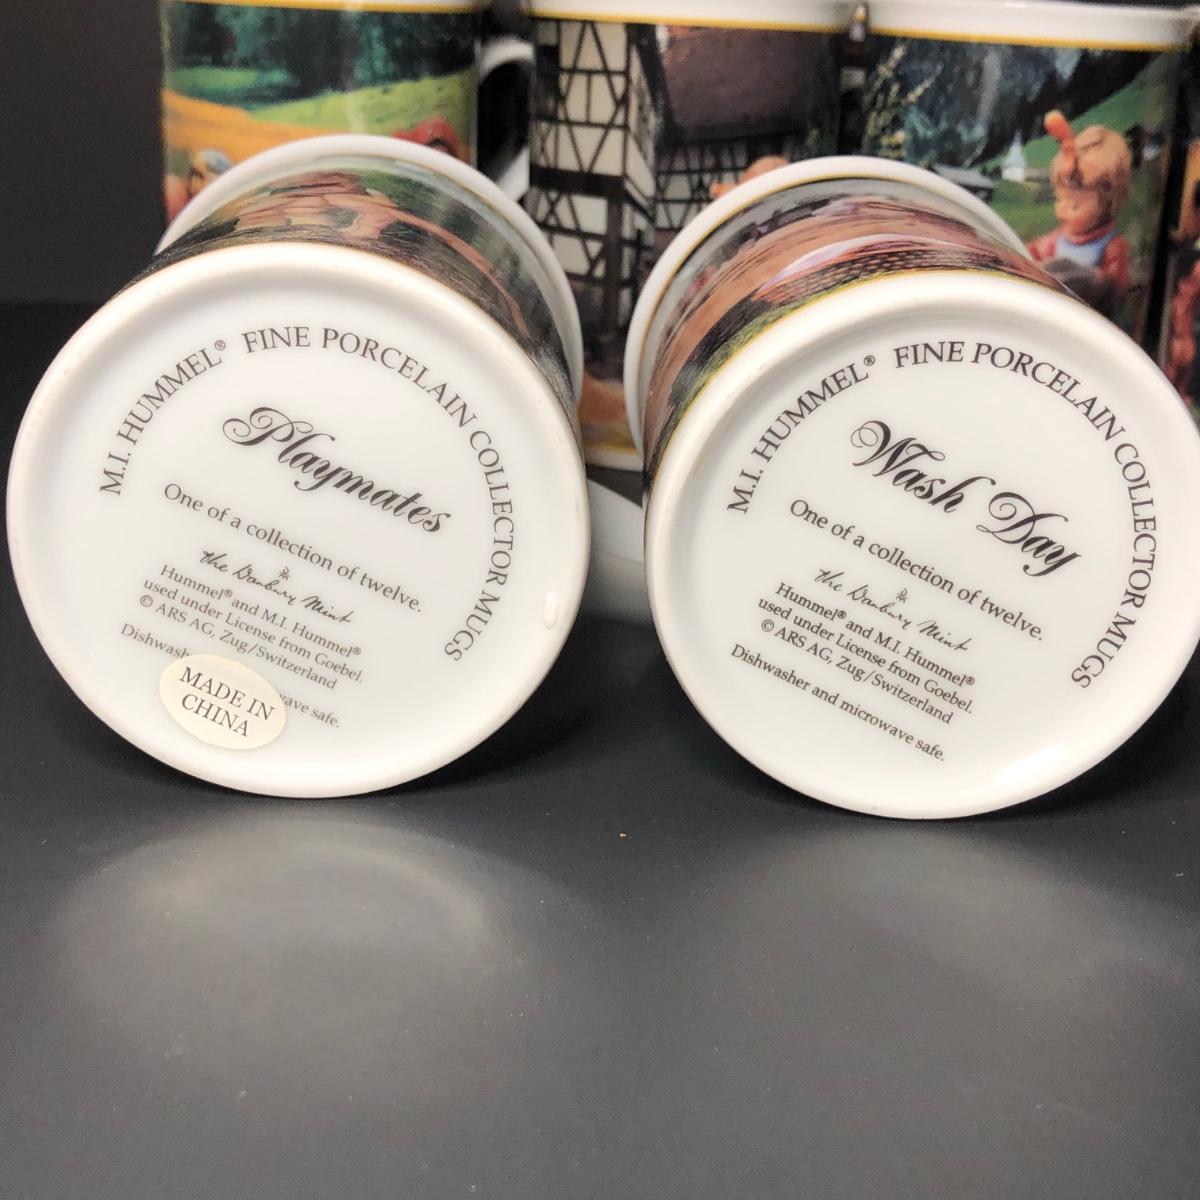 M.I. HUMMEL® FINE PORCELAIN COLLECTOR MUGS
Playmates
One of a collection of twelve.
the Danbury Mint
Hummel® and M.I. Hummel®
used under License from Goebel.
© ARS AG, Zug/Switzerland
Dishwash wave safe.
MADE IN
CHINA
M.I. HUMMEL® FINE PORCELAIN COLLECTOR MUGS
Wash Day
One of a collection of twelve.
the Danbury Mint
Hummel® and M.I. Hummel®
used under License from Goebel.
© ARS AG, Zug/Switzerland
Dishwasher and microwave safe.